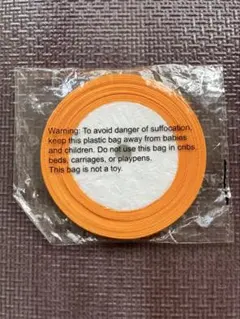 Warning: To avoid danger of suffocation,
keep this plastic bag away from babies
and children. Do not use this bag in cribs,
beds, carriages, or playpens.
This bag is not a toy.